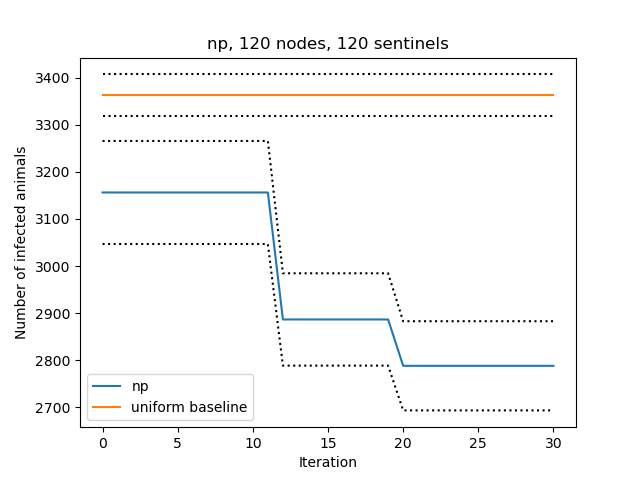 np, 120 nodes, 120 sentinels
Number of infected animals
3400
3300
3200
3100
3000
2900
2800
2700
np
uniform baseline
0 5 10 15 20 25 30
Iteration